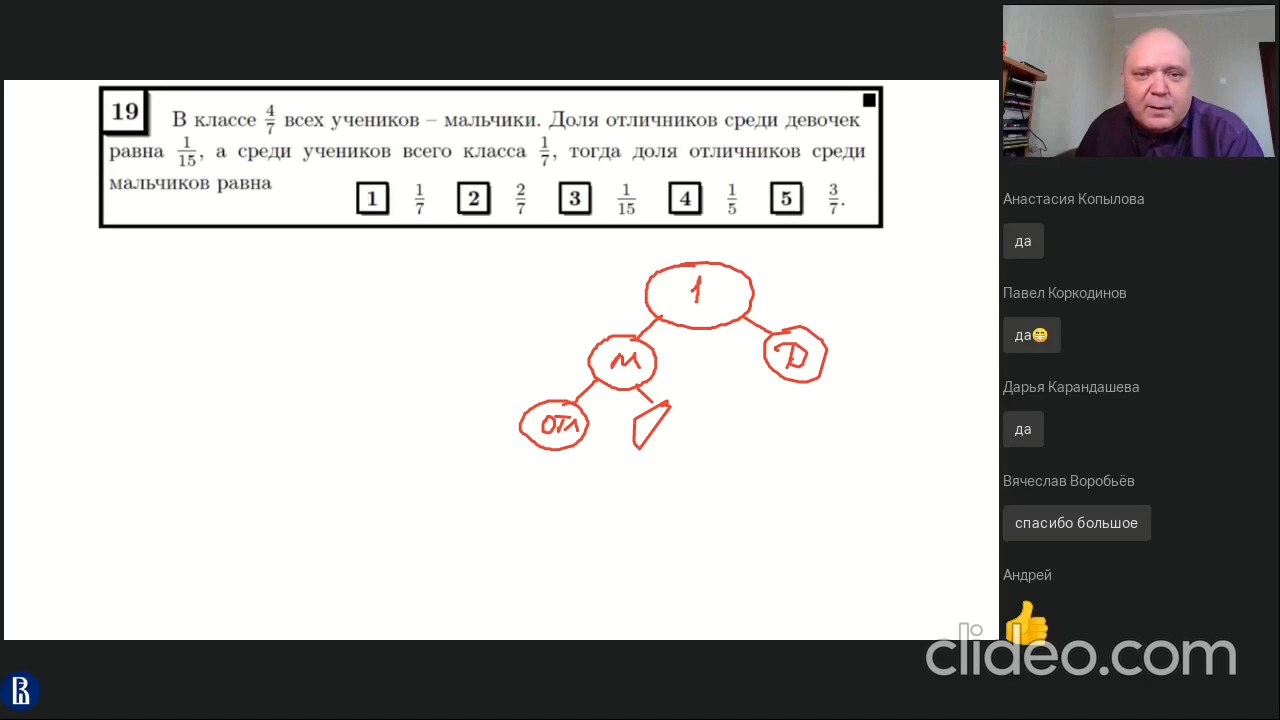 19 В классе 4/7 всех учеников – мальчики. Доля отличников среди девочек
равна 1/15, а среди учеников всего класса 1/7, тогда доля отличников среди
мальчиков равна
1 1/7 2 2/7 3 1/15 4 1/5 5 3/7.
1
М
Д
ОТЛ
Анастасия Копылова
да
Павел Коркодинов
да😁
Дарья Карандашева
да
Вячеслав Воробьёв
спасибо большое
Андрей
👍
clideo.com